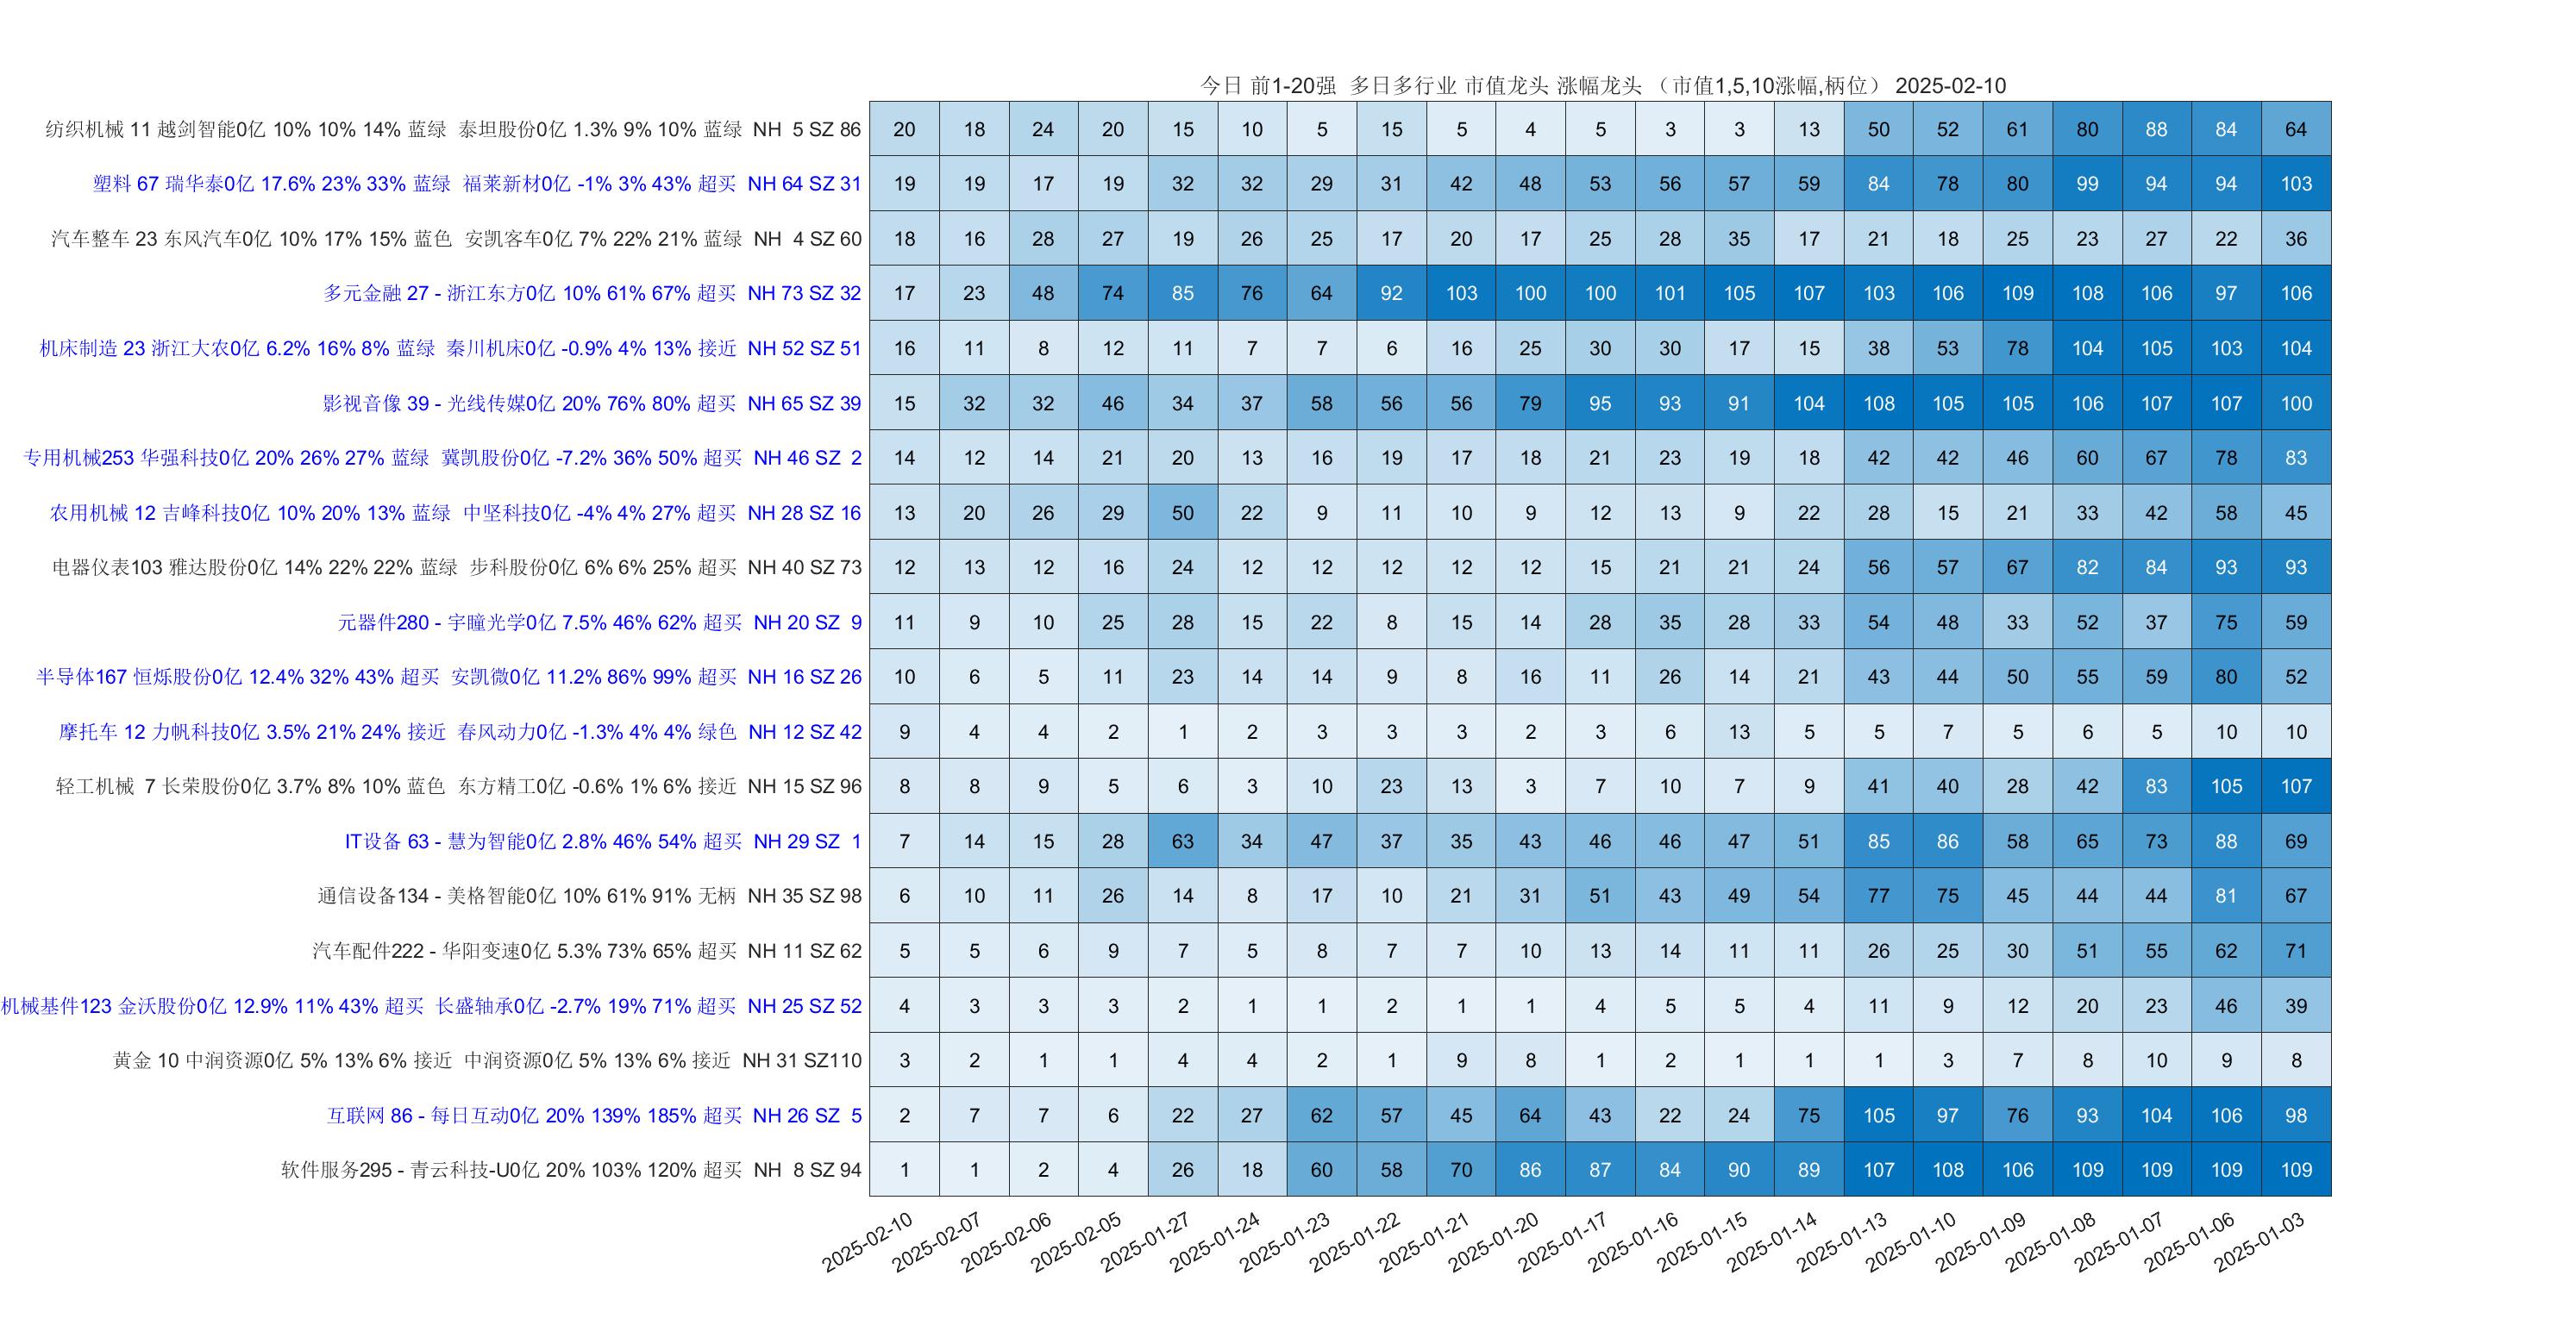 今日 前1-20强 多日多行业 市值龙头 涨幅龙头 （市值1,5,10涨幅,柄位） 2025-02-10
纺织机械 11 越剑智能0亿 10% 10% 14% 蓝绿 泰坦股份0亿 1.3% 9% 10% 蓝绿 NH 5 SZ 86 20 18 24 20 15 10 5 15 5 4 5 3 3 13 50 52 61 80 88 84 64
塑料 67 瑞华泰0亿 17.6% 23% 33% 蓝绿 福莱新材0亿 -1% 3% 43% 超买 NH 64 SZ 31 19 19 17 19 32 32 29 31 42 48 53 56 57 59 84 78 80 99 94 94 103
汽车整车 23 东风汽车0亿 10% 17% 15% 蓝色 安凯客车0亿 7% 22% 21% 蓝绿 NH 4 SZ 60 18 16 28 27 19 26 25 17 20 17 25 28 35 17 21 18 25 23 27 22 36
多元金融 27 - 浙江东方0亿 10% 61% 67% 超买 NH 73 SZ 32 17 23 48 74 85 76 64 92 103 100 100 101 105 107 103 106 109 108 106 97 106
机床制造 23 浙江大农0亿 6.2% 16% 8% 蓝绿 秦川机床0亿 -0.9% 4% 13% 接近 NH 52 SZ 51 16 11 8 12 11 7 7 6 16 25 30 30 17 15 38 53 78 104 105 103 104
影视音像 39 - 光线传媒0亿 20% 76% 80% 超买 NH 65 SZ 39 15 32 32 46 34 37 58 56 56 79 95 93 91 104 108 105 105 106 107 107 100
专用机械253 华强科技0亿 20% 26% 27% 蓝绿 冀凯股份0亿 -7.2% 36% 50% 超买 NH 46 SZ 2 14 12 14 21 20 13 16 19 17 18 21 23 19 18 42 42 46 60 67 78 83
农用机械 12 吉峰科技0亿 10% 20% 13% 蓝绿 中坚科技0亿 -4% 4% 27% 超买 NH 28 SZ 16 13 20 26 29 50 22 9 11 10 9 12 13 9 22 28 15 21 33 42 58 45
电器仪表103 雅达股份0亿 14% 22% 22% 蓝绿 步科股份0亿 6% 6% 25% 超买 NH 40 SZ 73 12 13 12 16 24 12 12 12 12 12 15 21 21 24 56 57 67 82 84 93 93
元器件280 - 宇瞳光学0亿 7.5% 46% 62% 超买 NH 20 SZ 9 11 9 10 25 28 15 22 8 15 14 28 35 28 33 54 48 33 52 37 75 59
半导体167 恒烁股份0亿 12.4% 32% 43% 超买 安凯微0亿 11.2% 86% 99% 超买 NH 16 SZ 26 10 6 5 11 23 14 14 9 8 16 11 26 14 21 43 44 50 55 59 80 52
摩托车 12 力帆科技0亿 3.5% 21% 24% 接近 春风动力0亿 -1.3% 4% 4% 绿色 NH 12 SZ 42 9 4 4 2 1 2 3 3 3 2 3 6 13 5 5 7 5 6 5 10 10
轻工机械 7 长荣股份0亿 3.7% 8% 10% 蓝色 东方精工0亿 -0.6% 1% 6% 接近 NH 15 SZ 96 8 8 9 5 6 3 10 23 13 3 7 10 7 9 41 40 28 42 83 105 107
IT设备 63 - 慧为智能0亿 2.8% 46% 54% 超买 NH 29 SZ 1 7 14 15 28 63 34 47 37 35 43 46 46 47 51 85 86 58 65 73 88 69
通信设备134 - 美格智能0亿 10% 61% 91% 无柄 NH 35 SZ 98 6 10 11 26 14 8 17 10 21 31 51 43 49 54 77 75 45 44 44 81 67
汽车配件222 - 华阳变速0亿 5.3% 73% 65% 超买 NH 11 SZ 62 5 5 6 9 7 5 8 7 7 10 13 14 11 11 26 25 30 51 55 62 71
机械基件123 金沃股份0亿 12.9% 11% 43% 超买 长盛轴承0亿 -2.7% 19% 71% 超买 NH 25 SZ 52 4 3 3 3 2 1 1 2 1 1 4 5 5 4 11 9 12 20 23 46 39
黄金 10 中润资源0亿 5% 13% 6% 接近 中润资源0亿 5% 13% 6% 接近 NH 31 SZ110 3 2 1 1 4 4 2 1 9 8 1 2 1 1 1 3 7 8 10 9 8
互联网 86 - 每日互动0亿 20% 139% 185% 超买 NH 26 SZ 5 2 7 7 6 22 27 62 57 45 64 43 22 24 75 105 97 76 93 104 106 98
软件服务295 - 青云科技-U0亿 20% 103% 120% 超买 NH 8 SZ 94 1 1 2 4 26 18 60 58 70 86 87 84 90 89 107 108 106 109 109 109 109
2025-02-10 2025-02-07 2025-02-06 2025-02-05 2025-01-27 2025-01-24 2025-01-23 2025-01-22 2025-01-21 2025-01-20 2025-01-17 2025-01-16 2025-01-15 2025-01-14 2025-01-13 2025-01-10 2025-01-09 2025-01-08 2025-01-07 2025-01-06 2025-01-03